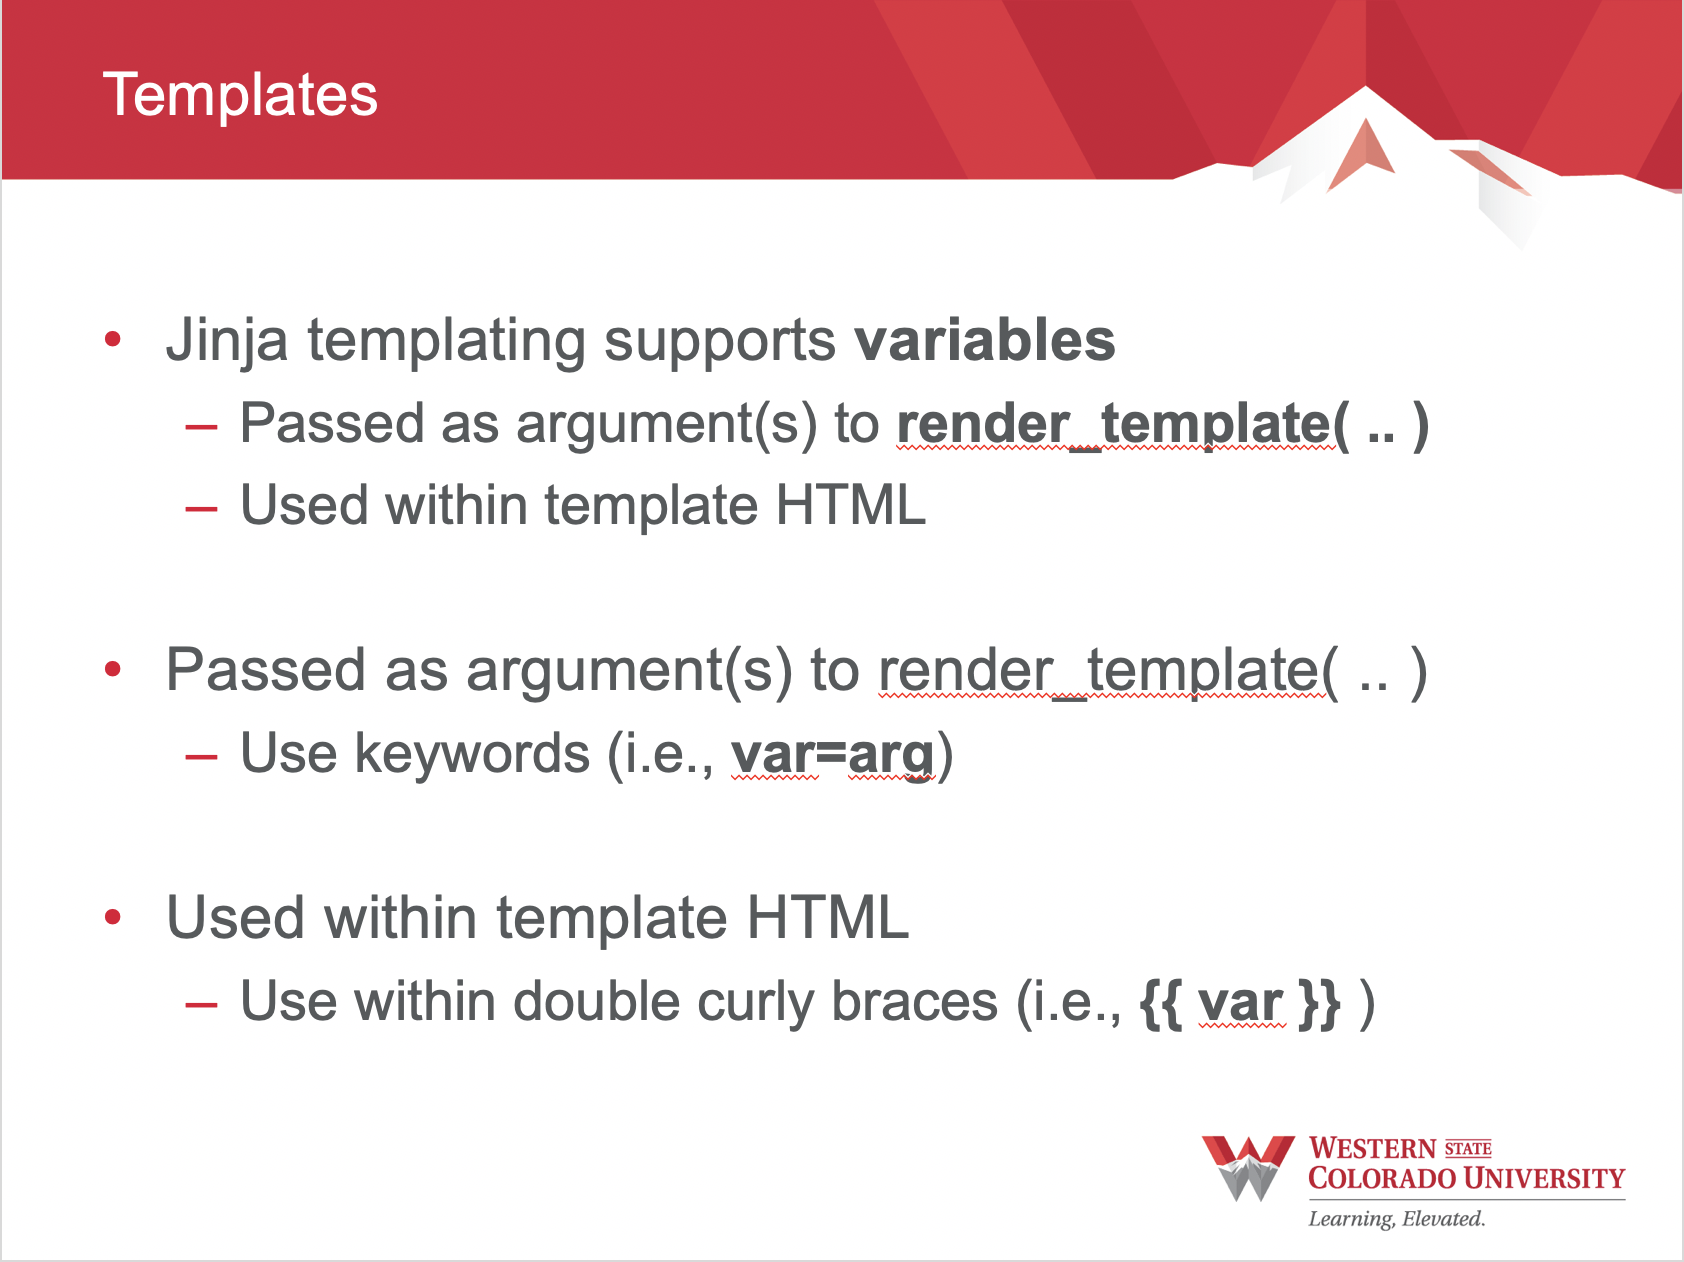 Templates
• Jinja templating supports variables
– Passed as argument(s) to render_template( .. )
– Used within template HTML
• Passed as argument(s) to render_template( .. )
– Use keywords (i.e., var=arg)
• Used within template HTML
– Use within double curly braces (i.e., {{ var }} )
WESTERN STATE
COLORADO UNIVERSITY
Learning, Elevated.